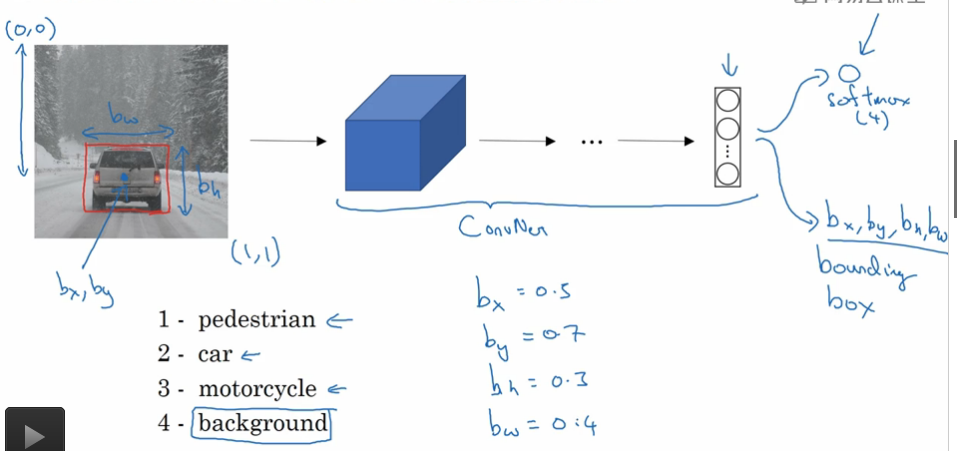 (0,0)
bw
bh
bx, by
(1,1)
ConvNet
...
softmax
(4)
bx, by, bh, bw
bounding
box
1 - pedestrian
2 - car
3 - motorcycle
4 - background
bx = 0.5
by = 0.7
bh = 0.3
bw = 0.4